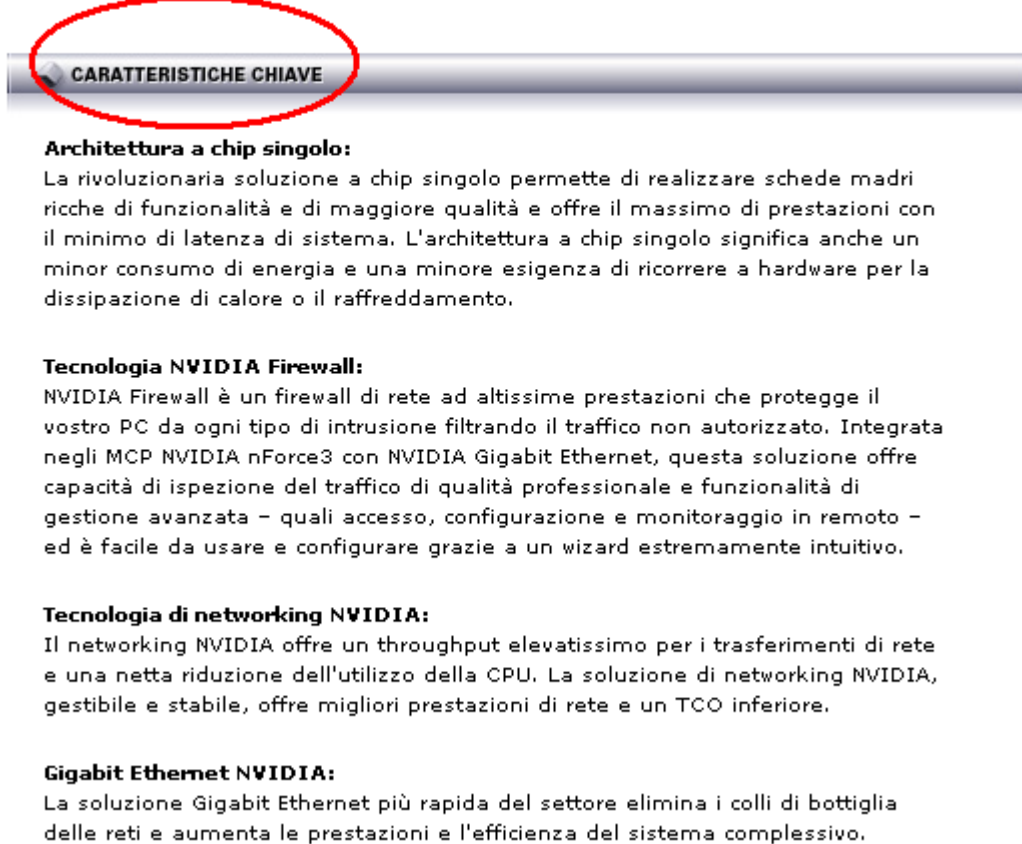 CARATTERISTICHE CHIAVE
Architettura a chip singolo:
La rivoluzionaria soluzione a chip singolo permette di realizzare schede madri
ricche di funzionalità e di maggiore qualità e offre il massimo di prestazioni con
il minimo di latenza di sistema. L'architettura a chip singolo significa anche un
minor consumo di energia e una minore esigenza di ricorrere a hardware per la
dissipazione di calore o il raffreddamento.
Tecnologia NVIDIA Firewall:
NVIDIA Firewall è un firewall di rete ad altissime prestazioni che protegge il
vostro PC da ogni tipo di intrusione filtrando il traffico non autorizzato. Integrata
negli MCP NVIDIA nForce3 con NVIDIA Gigabit Ethernet, questa soluzione offre
capacità di ispezione del traffico di qualità professionale e funzionalità di
gestione avanzata – quali accesso, configurazione e monitoraggio in remoto –
ed è facile da usare e configurare grazie a un wizard estremamente intuitivo.
Tecnologia di networking NVIDIA:
Il networking NVIDIA offre un throughput elevatissimo per i trasferimenti di rete
e una netta riduzione dell'utilizzo della CPU. La soluzione di networking NVIDIA,
gestibile e stabile, offre migliori prestazioni di rete e un TCO inferiore.
Gigabit Ethernet NVIDIA:
La soluzione Gigabit Ethernet più rapida del settore elimina i colli di bottiglia
delle reti e aumenta le prestazioni e l'efficienza del sistema complessivo.